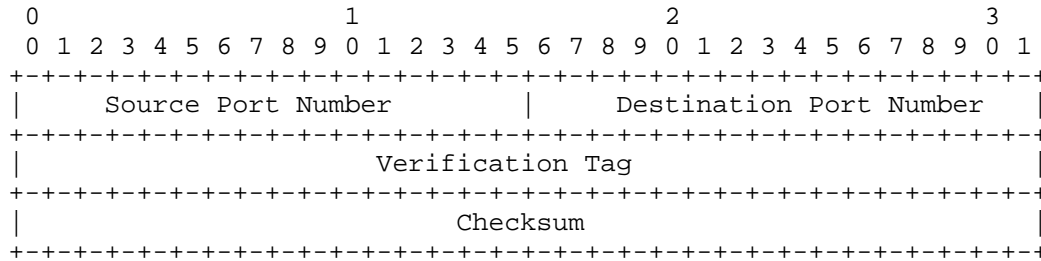 0                   1                   2                   3
0 1 2 3 4 5 6 7 8 9 0 1 2 3 4 5 6 7 8 9 0 1 2 3 4 5 6 7 8 9 0 1
+-+-+-+-+-+-+-+-+-+-+-+-+-+-+-+-+-+-+-+-+-+-+-+-+-+-+-+-+-+-+-+-+
|     Source Port Number        |     Destination Port Number   |
+-+-+-+-+-+-+-+-+-+-+-+-+-+-+-+-+-+-+-+-+-+-+-+-+-+-+-+-+-+-+-+-+
|                      Verification Tag                         |
+-+-+-+-+-+-+-+-+-+-+-+-+-+-+-+-+-+-+-+-+-+-+-+-+-+-+-+-+-+-+-+-+
|                           Checksum                            |
+-+-+-+-+-+-+-+-+-+-+-+-+-+-+-+-+-+-+-+-+-+-+-+-+-+-+-+-+-+-+-+-+